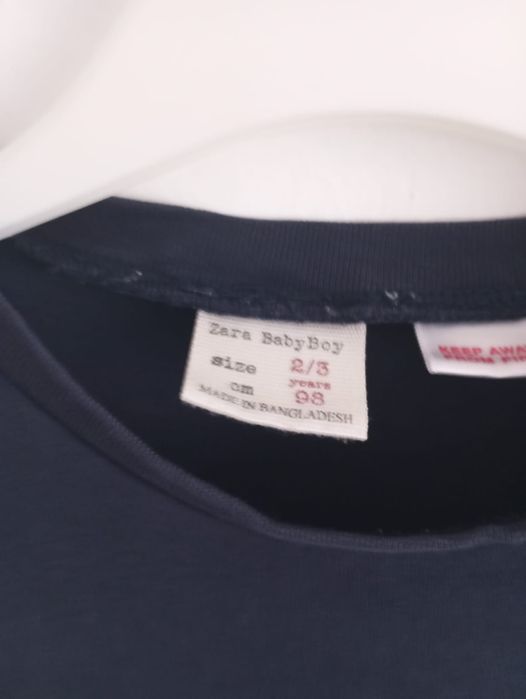 Zara BabyBoy
size 2/3
years
cm 98
MADE IN BANGLADESH
KEEP AWAY